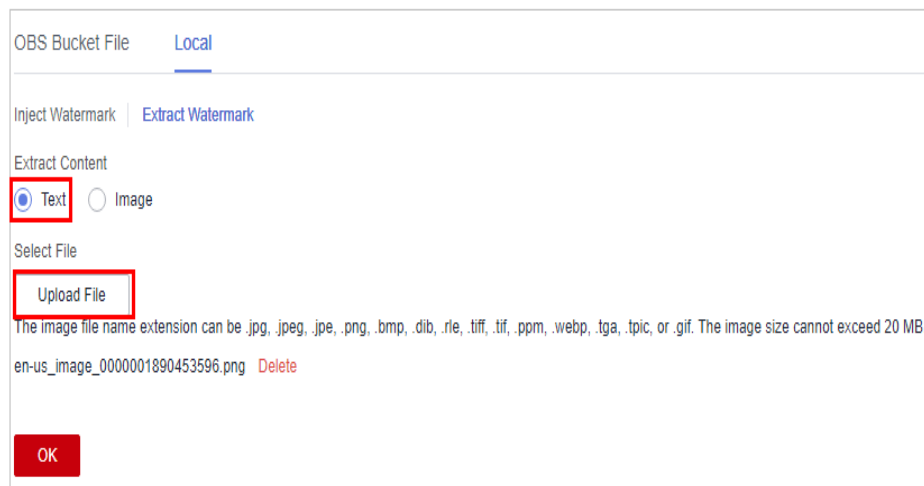 OBS Bucket File Local
Inject Watermark Extract Watermark
Extract Content
Text Image
Select File
Upload File
The image file name extension can be .jpg, .jpeg, .jpe, .png, .bmp, .dib, .rle, .tiff, .tif, .ppm, .webp, .tga, .tpic, or .gif. The image size cannot exceed 20 MB
en-us_image_0000001890453596.png Delete
OK